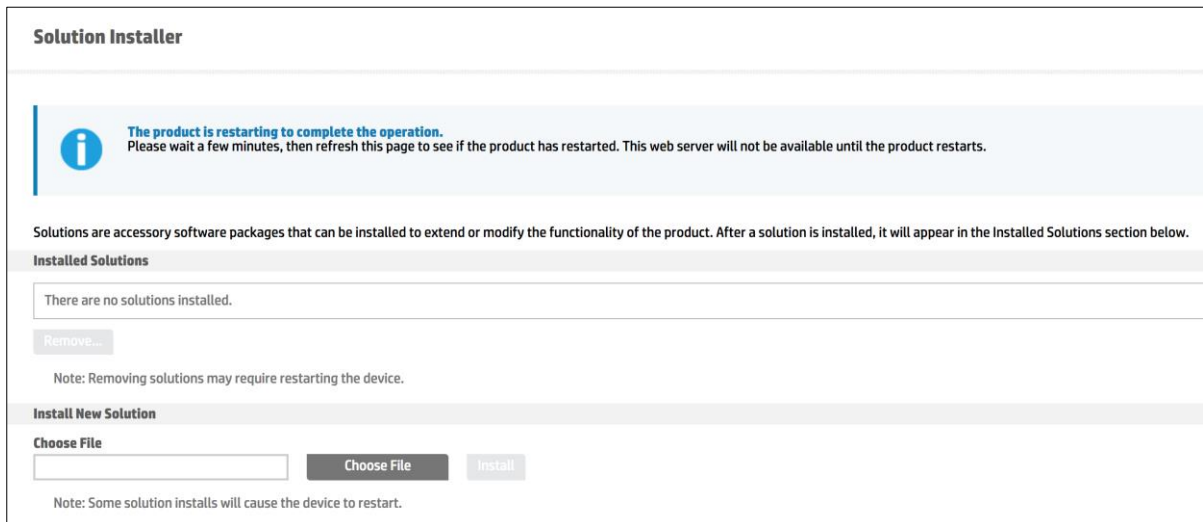 Solution Installer
The product is restarting to complete the operation.
Please wait a few minutes, then refresh this page to see if the product has restarted. This web server will not be available until the product restarts.
Solutions are accessory software packages that can be installed to extend or modify the functionality of the product. After a solution is installed, it will appear in the Installed Solutions section below.
Installed Solutions
There are no solutions installed.
Remove...
Note: Removing solutions may require restarting the device.
Install New Solution
Choose File
Choose File Install
Note: Some solution installs will cause the device to restart.